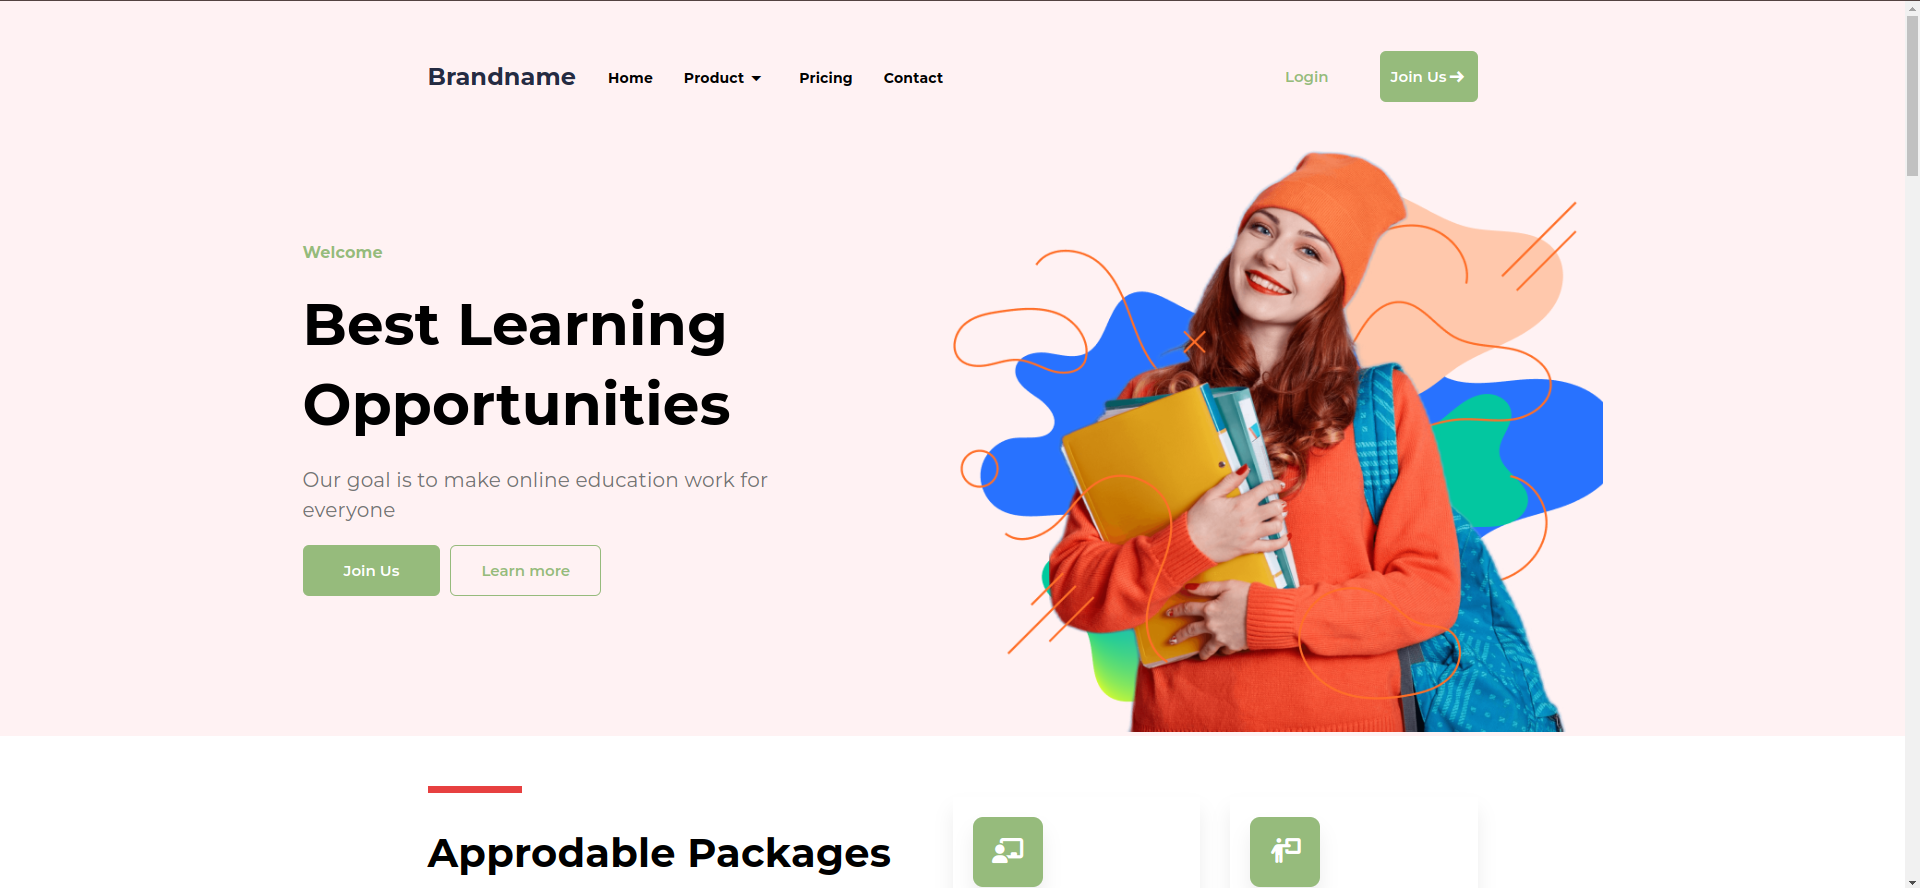 Brandname Home Product Pricing Contact Login Join Us
Welcome
Best Learning
Opportunities
Our goal is to make online education work for
everyone
Join Us Learn more
Approdable Packages